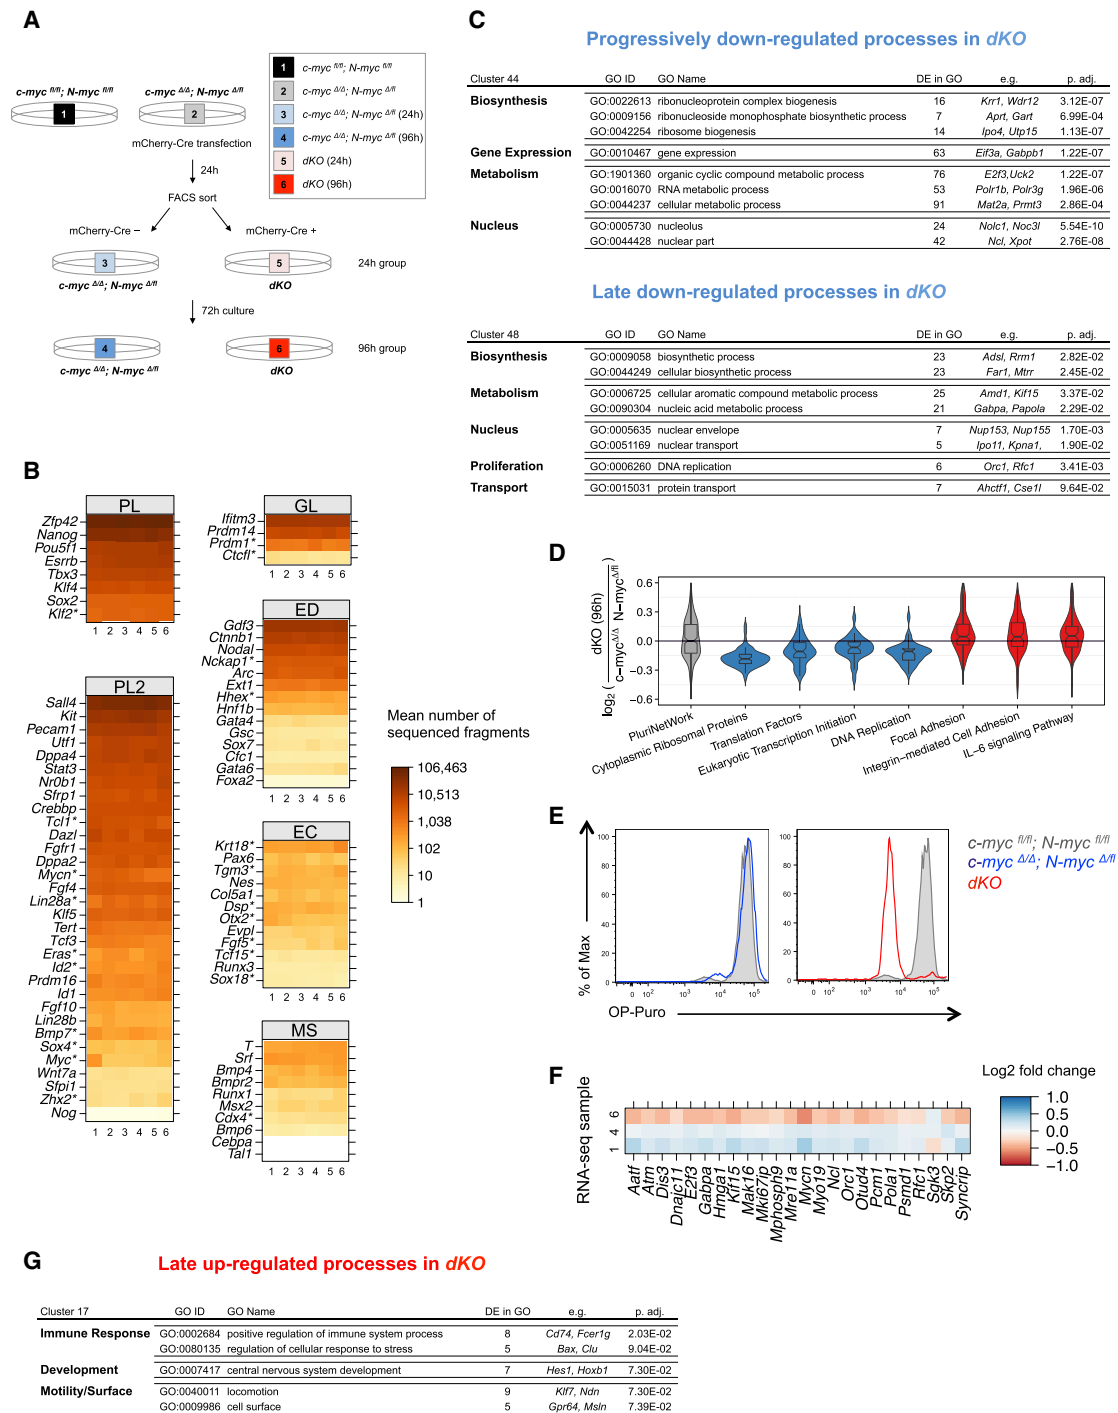 A
c-myc fl/fl; N-myc fl/fl
c-myc Δ/Δ; N-myc Δ/fl
1
2
mCherry-Cre transfection
24h
FACS sort
mCherry-Cre –
mCherry-Cre +
3
5
24h group
c-myc Δ/Δ; N-myc Δ/fl
dKO
72h culture
4
6
96h group
c-myc Δ/Δ; N-myc Δ/fl
dKO
1 c-myc fl/fl; N-myc fl/fl
2 c-myc Δ/Δ; N-myc Δ/fl
3 c-myc Δ/Δ; N-myc Δ/fl (24h)
4 c-myc Δ/Δ; N-myc Δ/fl (96h)
5 dKO (24h)
6 dKO (96h)
B
PL
Zfp42
Nanog
Pou5f1
Esrrb
Tbx3
Klf4
Sox2
Klf2*
1 2 3 4 5 6
PL2
Sall4
Kit
Pecam1
Utf1
Dppa4
Stat3
Nr0b1
Sfrp1
Crebbp
Tcl1*
Dazl
Fgfr1
Dppa2
Mycn*
Fgf4
Lin28a*
Klf5
Tert
Tcf3
Eras*
Id2*
Prdm16
Id1
Fgf10
Lin28b
Bmp7*
Sox4*
Myc*
Wnt7a
Sfpi1
Zhx2*
Nog
1 2 3 4 5 6
GL
Ifitm3
Prdm14
Prdm1*
Ctcfl*
1 2 3 4 5 6
ED
Gdf3
Ctnnb1
Nodal
Nckap1*
Arc
Ext1
Hhex*
Hnf1b
Gata4
Gsc
Sox7
Cfc1
Gata6
Foxa2
1 2 3 4 5 6
EC
Krt18*
Pax6
Tgm3*
Nes
Col5a1
Dsp*
Otx2*
Evpl
Fgf5*
Tcf15*
Runx3
Sox18*
1 2 3 4 5 6
MS
T
Srf
Bmp4
Bmpr2
Runx1
Msx2
Cdx4*
Bmp6
Cebpa
Tal1
1 2 3 4 5 6
Mean number of
sequenced fragments
106,463
10,513
1,038
102
10
1
C
Progressively down-regulated processes in dKO
Cluster 44 GO ID GO Name DE in GO e.g. p. adj.
Biosynthesis GO:0022613 ribonucleoprotein complex biogenesis 16 Krr1, Wdr12 3.12E-07
GO:0009156 ribonucleoside monophosphate biosynthetic process 7 Aprt, Gart 6.99E-04
GO:0042254 ribosome biogenesis 14 Ipo4, Utp15 1.13E-07
Gene Expression GO:0010467 gene expression 63 Eif3a, Gabpb1 1.22E-07
Metabolism GO:1901360 organic cyclic compound metabolic process 76 E2f3,Uck2 1.22E-07
GO:0016070 RNA metabolic process 53 Polr1b, Polr3g 1.96E-06
GO:0044237 cellular metabolic process 91 Mat2a, Prmt3 2.86E-04
Nucleus GO:0005730 nucleolus 24 Nolc1, Noc3l 5.54E-10
GO:0044428 nuclear part 42 Ncl, Xpot 2.76E-08
Late down-regulated processes in dKO
Cluster 48 GO ID GO Name DE in GO e.g. p. adj.
Biosynthesis GO:0009058 biosynthetic process 23 Adsl, Rrm1 2.82E-02
GO:0044249 cellular biosynthetic process 23 Far1, Mtrr 2.45E-02
Metabolism GO:0006725 cellular aromatic compound metabolic process 25 Amd1, Kif15 3.37E-02
GO:0090304 nucleic acid metabolic process 21 Gabpa, Papola 2.29E-02
Nucleus GO:0005635 nuclear envelope 7 Nup153, Nup155 1.70E-03
GO:0051169 nuclear transport 5 Ipo11, Kpna1, 1.90E-02
Proliferation GO:0006260 DNA replication 6 Orc1, Rfc1 3.41E-03
Transport GO:0015031 protein transport 7 Ahctf1, Cse1l 9.64E-02
D
log2 ( dKO (96h) / c−mycΔ/Δ N−mycΔ/fl )
0.6
0.3
0.0
−0.3
−0.6
PluriNetWork
Cytoplasmic Ribosomal Proteins
Translation Factors
Eukaryotic Transcription Initiation
DNA Replication
Focal Adhesion
Integrin−mediated Cell Adhesion
IL−6 signaling Pathway
E
% of Max
100
80
60
40
20
0
0 10² 10³ 10⁴ 10⁵
100
80
60
40
20
0
0 10² 10³ 10⁴ 10⁵
OP-Puro
c-myc fl/fl; N-myc fl/fl
c-myc Δ/Δ; N-myc Δ/fl
dKO
F
RNA-seq sample
6
4
1
Aatf
Atm
Dis3
Dnajc11
E2f3
Gabpa
Hmga1
Kif15
Mak16
Mki67ip
Mphosph9
Mre11a
Mycn
Myo19
Ncl
Orc1
Otud4
Pcm1
Pola1
Psmd1
Rfc1
Sgk3
Skp2
Syncrip
Log2 fold change
1.0
0.5
0.0
−0.5
−1.0
G
Late up-regulated processes in dKO
Cluster 17 GO ID GO Name DE in GO e.g. p. adj.
Immune Response GO:0002684 positive regulation of immune system process 8 Cd74, Fcer1g 2.03E-02
GO:0080135 regulation of cellular response to stress 5 Bax, Clu 9.04E-02
Development GO:0007417 central nervous system development 7 Hes1, Hoxb1 7.30E-02
Motility/Surface GO:0040011 locomotion 9 Klf7, Ndn 7.30E-02
GO:0009986 cell surface 5 Gpr64, Msln 7.39E-02